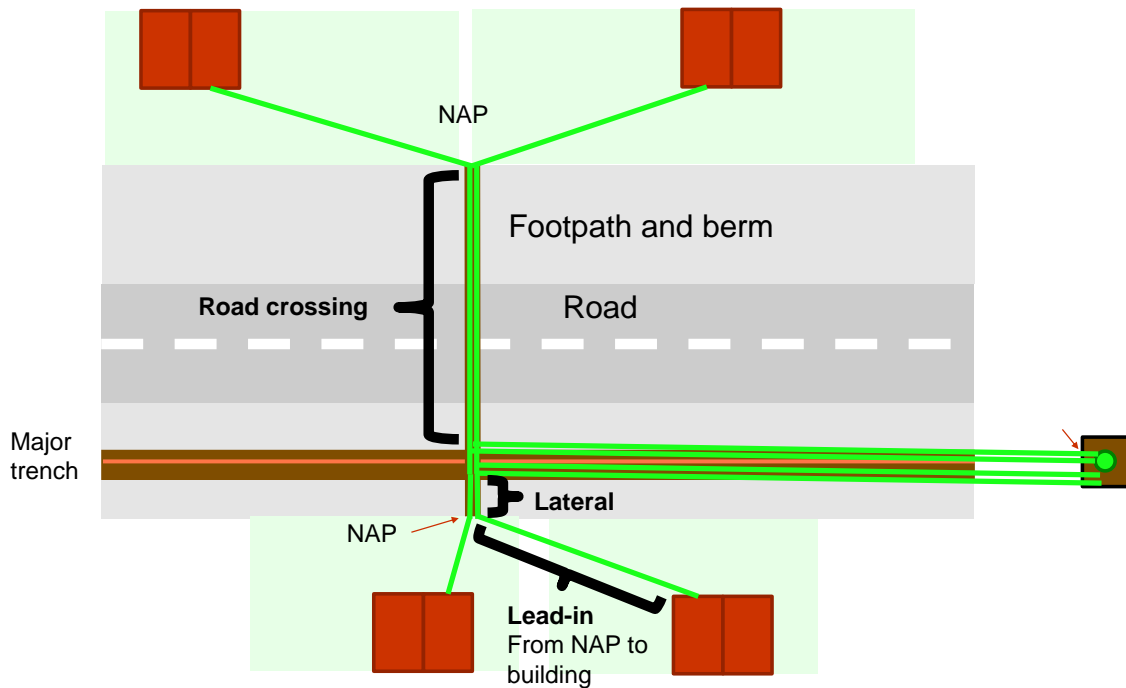 NAP
Footpath and berm
Road crossing
Road
Major
trench
Lateral
NAP
Lead-in
From NAP to
building